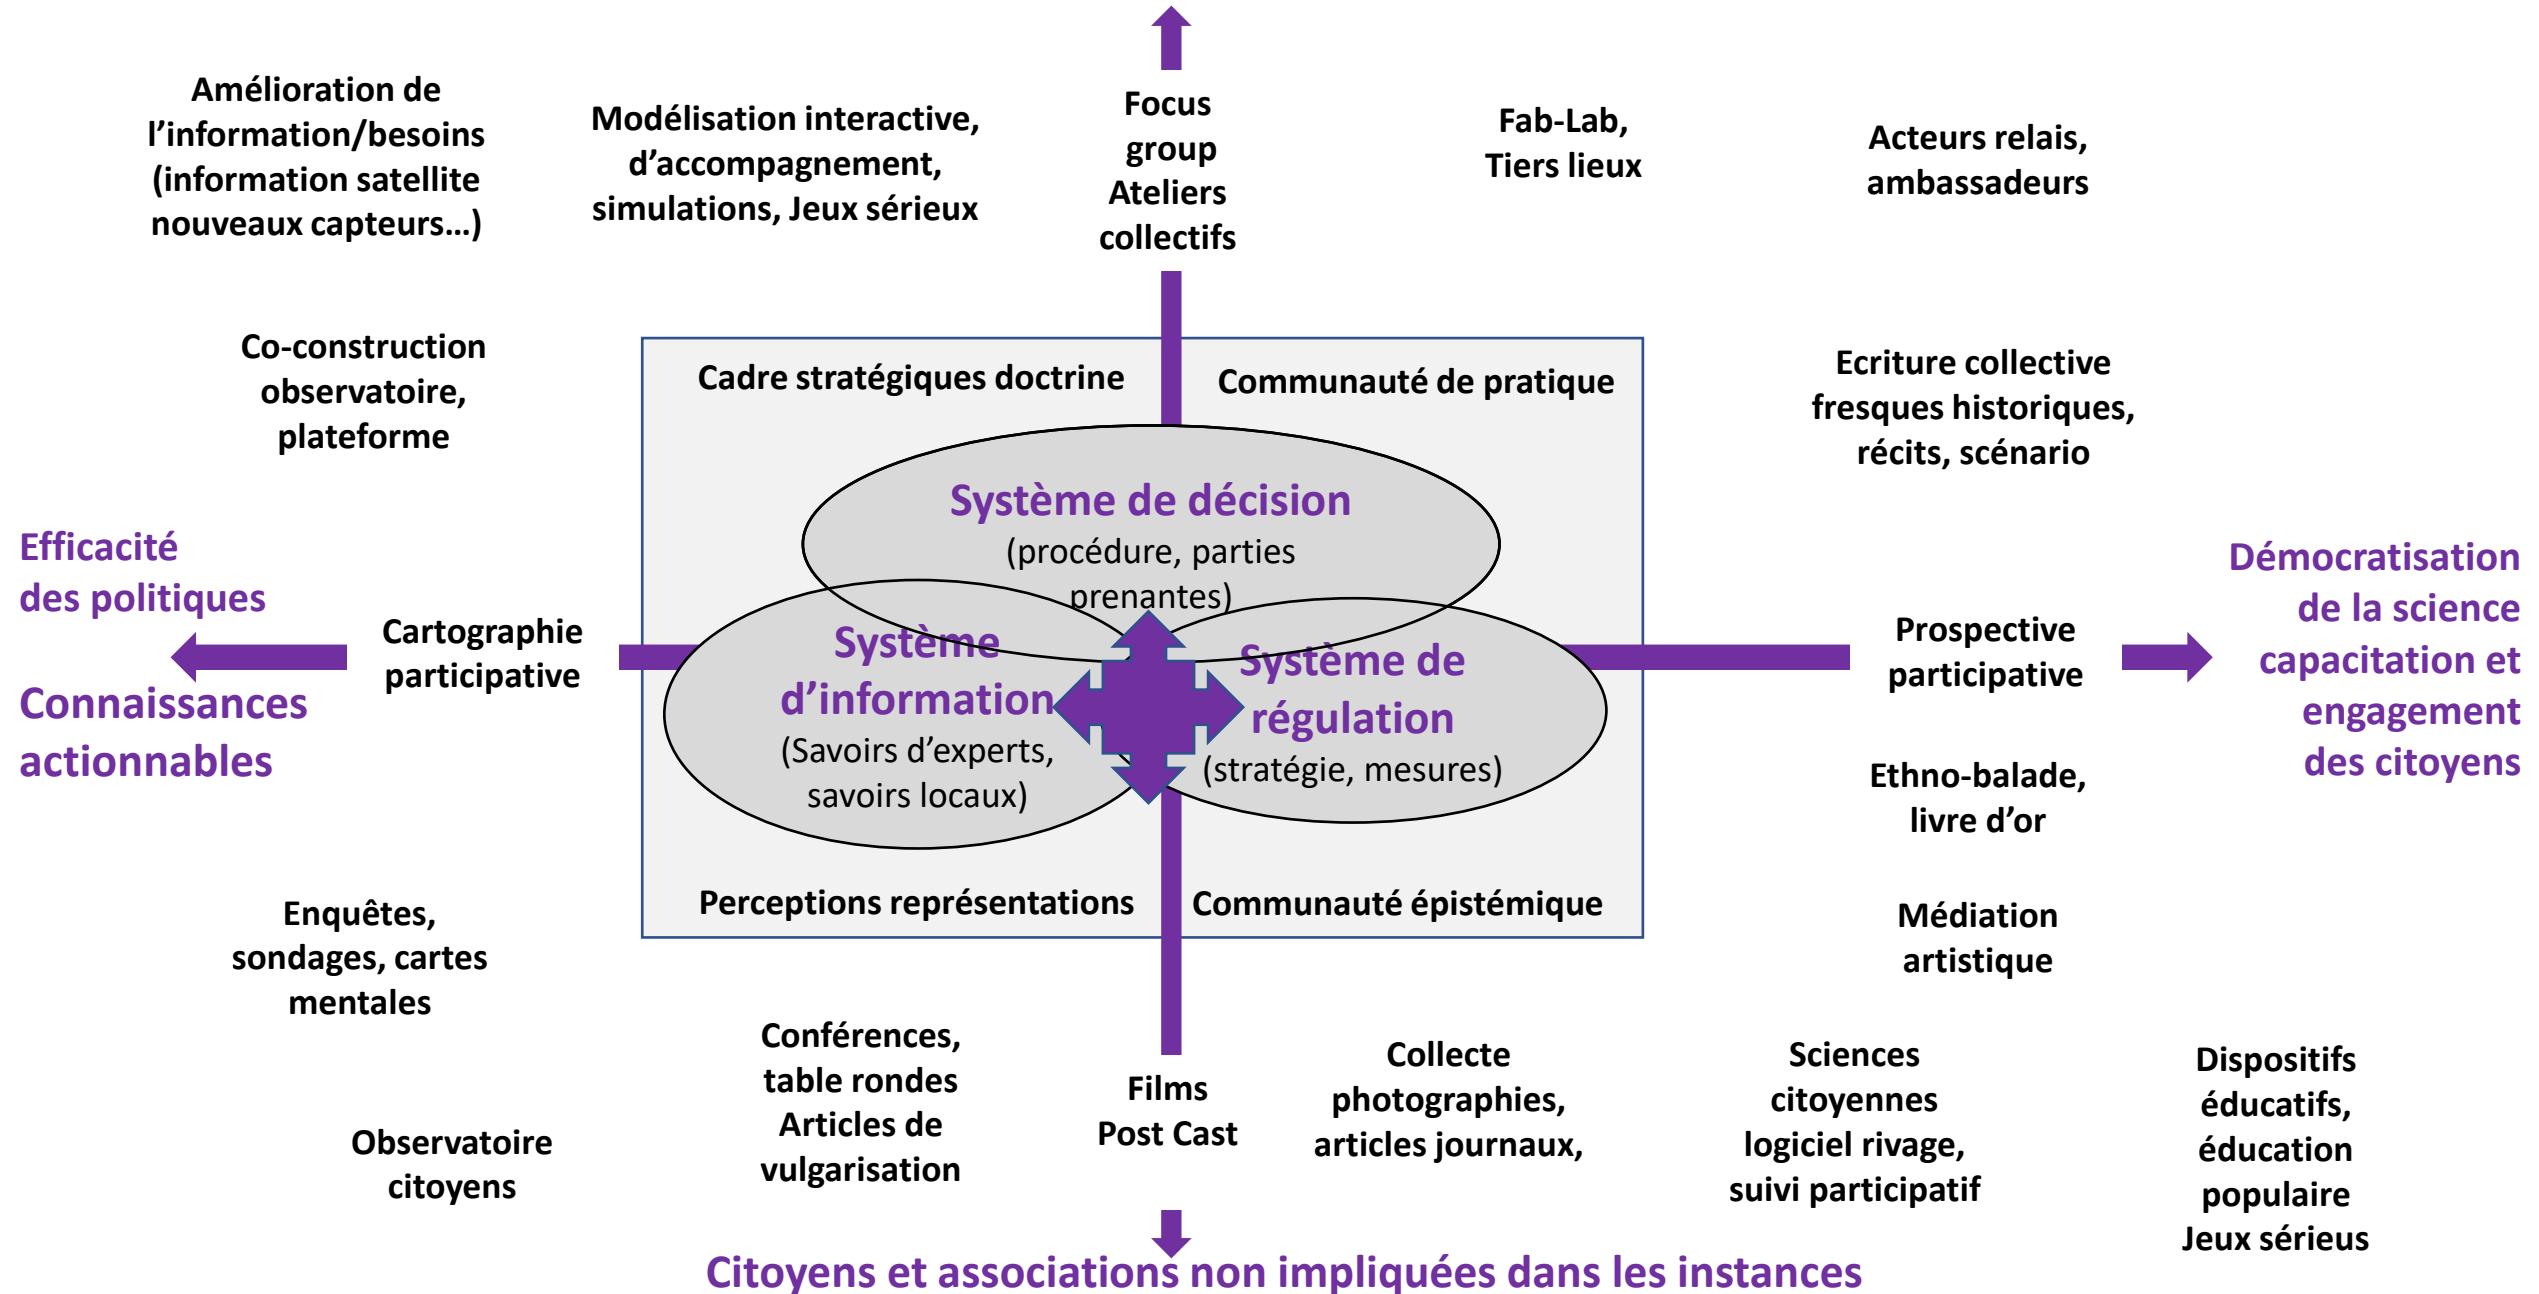 Amélioration de
l’information/besoins
(information satellite
nouveaux capteurs…)
Modélisation interactive,
d’accompagnement,
simulations, Jeux sérieux
Focus
group
Ateliers
collectifs
Fab-Lab,
Tiers lieux
Acteurs relais,
ambassadeurs
Co-construction
observatoire,
plateforme
Cadre stratégiques doctrine
Communauté de pratique
Ecriture collective
fresques historiques,
récits, scénario
Système de décision
(procédure, parties
prenantes)
Efficacité
des politiques
Connaissances
actionnables
Cartographie
participative
Système
d’information
(Savoirs d’experts,
savoirs locaux)
Système de
régulation
(stratégie, mesures)
Prospective
participative
Démocratisation
de la science
capacitation et
engagement
des citoyens
Ethno-balade,
livre d’or
Perceptions représentations
Communauté épistémique
Médiation
artistique
Enquêtes,
sondages, cartes
mentales
Observatoire
citoyens
Conférences,
table rondes
Articles de
vulgarisation
Films
Post Cast
Collecte
photographies,
articles journaux,
Sciences
citoyennes
logiciel rivage,
suivi participatif
Dispositifs
éducatifs,
éducation
populaire
Jeux sérieus
Citoyens et associations non impliquées dans les instances